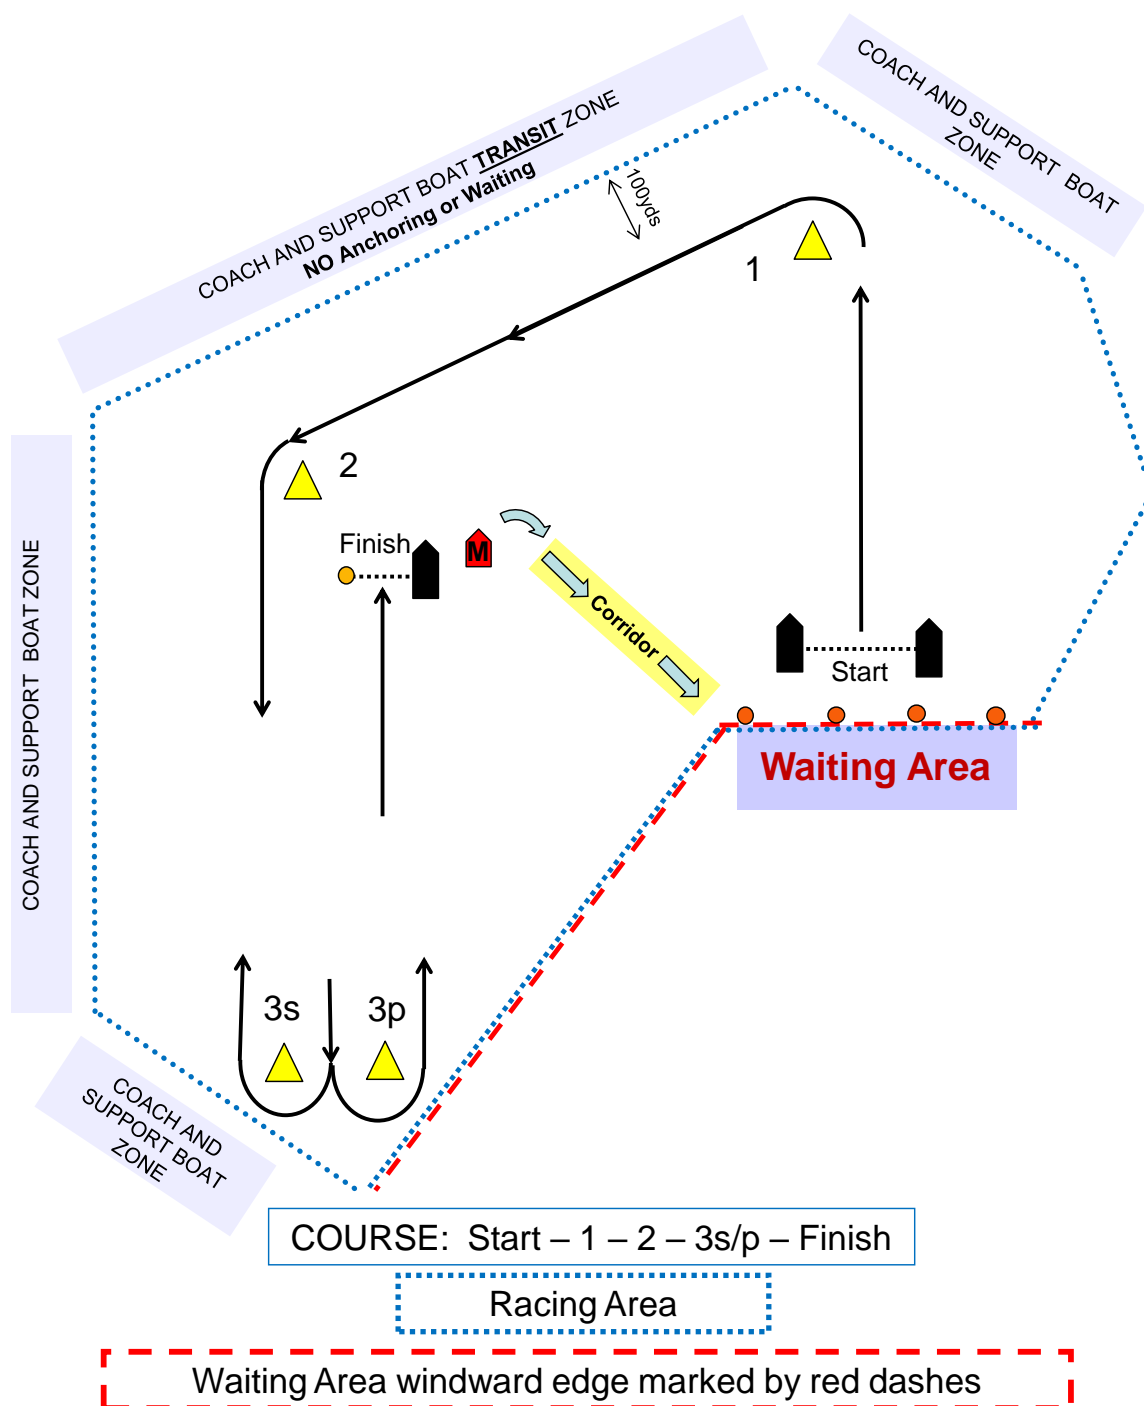 COACH AND SUPPORT BOAT TRANSIT ZONE
NO Anchoring or Waiting
COACH AND SUPPORT BOAT
ZONE
100yds
1
2
Finish
M
Corridor
Start
COACH AND SUPPORT BOAT ZONE
Waiting Area
3s
3p
COACH AND
SUPPORT BOAT
ZONE
COURSE: Start – 1 – 2 – 3s/p – Finish
Racing Area
Waiting Area windward edge marked by red dashes